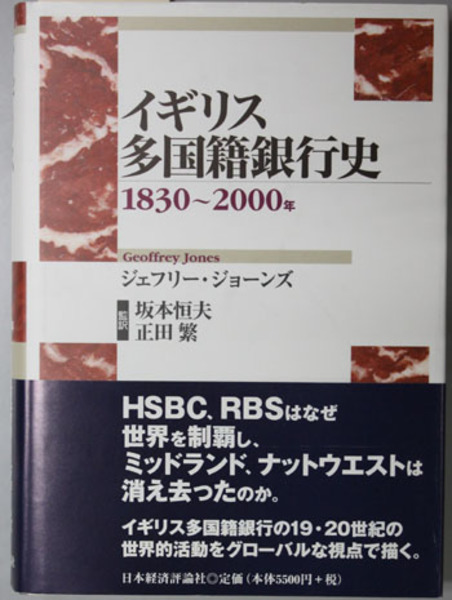 イギリス
多国籍銀行史
1830～2000年
Geoffrey Jones
ジェフリー・ジョーンズ
監訳
坂本恒夫
正田 繁
HSBC、RBSはなぜ
世界を制覇し、
ミッドランド、ナットウエストは
消え去ったのか。
イギリス多国籍銀行の19・20世紀の
世界的活動をグローバルな視点で描く。
日本経済評論社◎定価（本体5500円＋税）